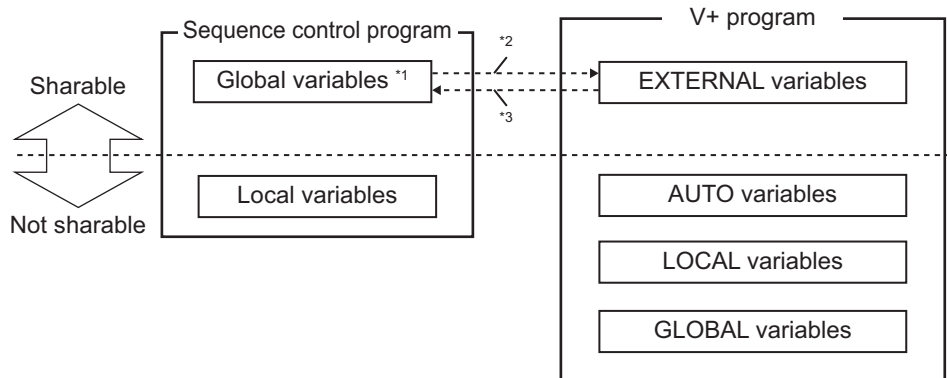 V+ program
Sequence control program
*2
Sharable
Global variables *1
EXTERNAL variables
*3
Local variables
AUTO variables
Not sharable
LOCAL variables
GLOBAL variables